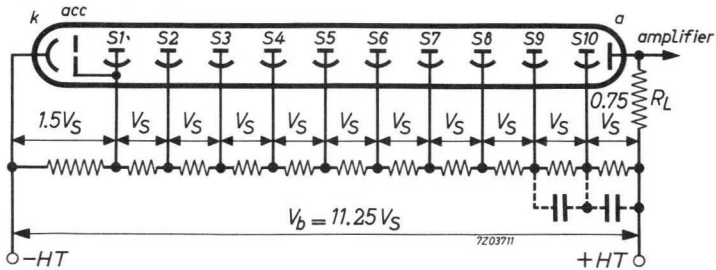 k acc S1 S2 S3 S4 S5 S6 S7 S8 S9 S10 a amplifier
0.75 R_L
1.5V_S V_S V_S V_S V_S V_S V_S V_S V_S V_S
V_b = 11.25 V_S
7Z03711
-HT +HT